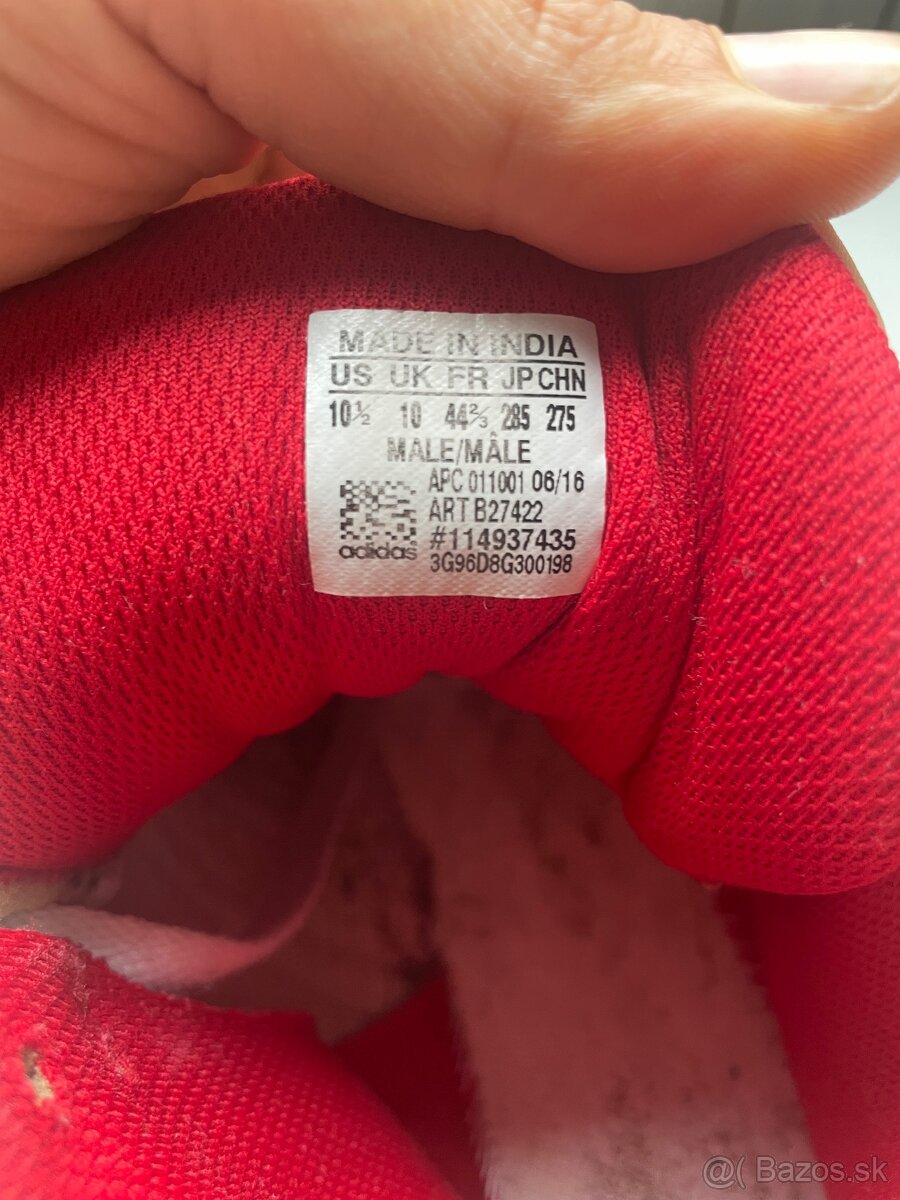 MADE IN INDIA
US UK FR JP CHN
10½ 10 44⅔ 285 275
MALE/MÂLE
APC 011001 06/16
ART B27422
#114937435
adidas 3G96D8G300198
@( Bazos.sk